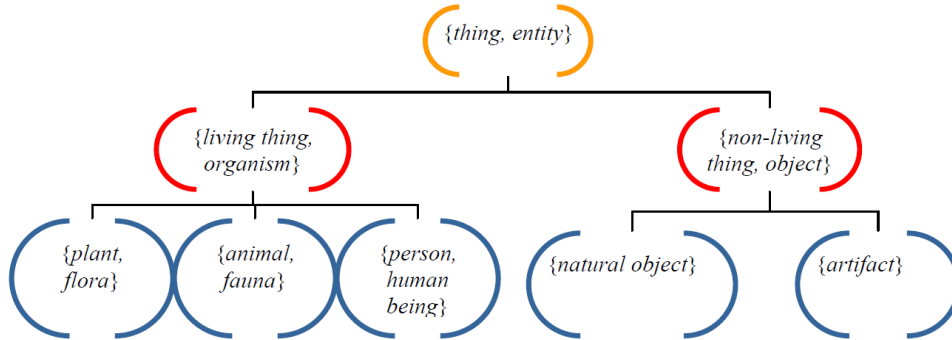 {thing, entity}
{living thing,
organism}
{non-living
thing, object}
{plant,
flora}
{animal,
fauna}
{person,
human
being}
{natural object}
{artifact}